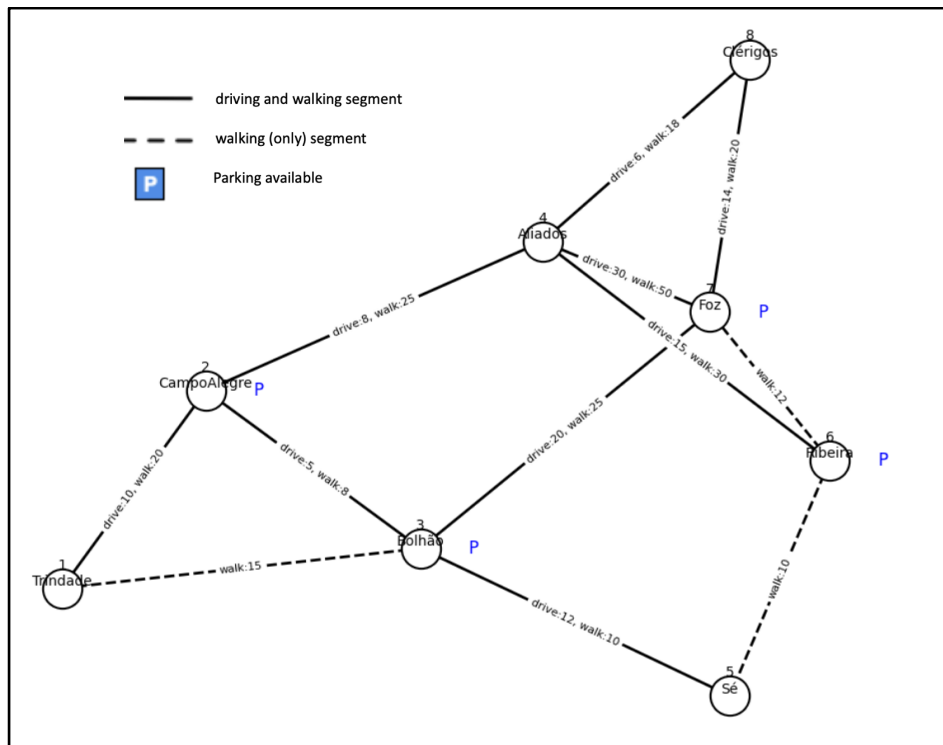 8
Clérigos
driving and walking segment
walking (only) segment
P
Parking available
drive:6, walk:18
drive:14, walk:20
4
Aliados
drive:30, walk:50
7
Foz
P
drive:8, walk:25
drive:15, walk:30
2
CampoAlegre
P
walk:12
drive:10, walk:20
drive:5, walk:8
drive:20, walk:25
6
Ribeira
P
3
Bolhão
P
1
Trindade
walk:15
walk:10
drive:12, walk:10
5
Sé